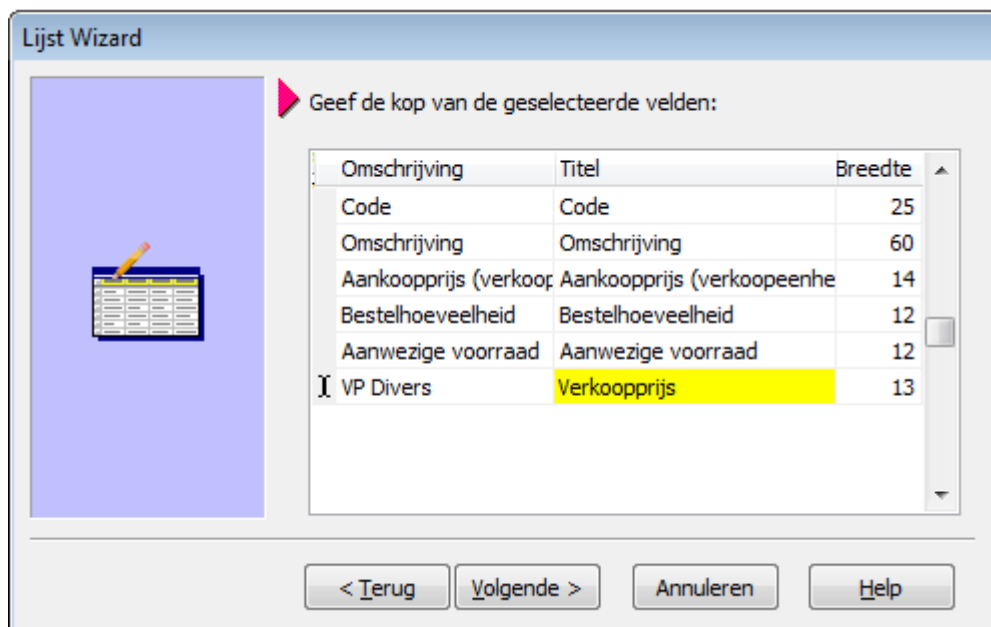 Lijst Wizard
Geef de kop van de geselecteerde velden:
Omschrijving Titel Breedte
Code Code 25
Omschrijving Omschrijving 60
Aankoopprijs (verkoop Aankoopprijs (verkoopeenhe 14
Bestelhoeveelheid Bestelhoeveelheid 12
Aanwezige voorraad Aanwezige voorraad 12
VP Divers Verkoopprijs 13
< Terug Volgende > Annuleren Help